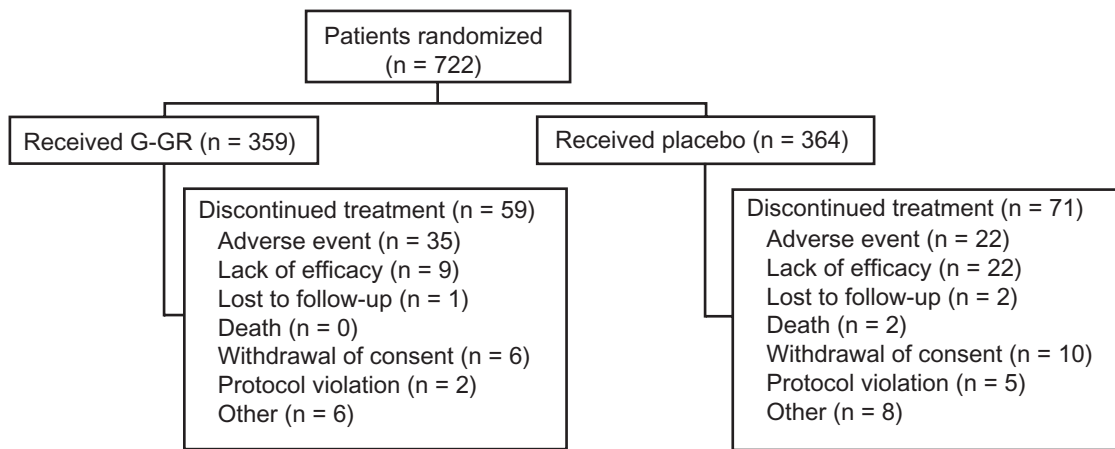 Patients randomized
(n = 722)
Received G-GR (n = 359)
Received placebo (n = 364)
Discontinued treatment (n = 59)
Adverse event (n = 35)
Lack of efficacy (n = 9)
Lost to follow-up (n = 1)
Death (n = 0)
Withdrawal of consent (n = 6)
Protocol violation (n = 2)
Other (n = 6)
Discontinued treatment (n = 71)
Adverse event (n = 22)
Lack of efficacy (n = 22)
Lost to follow-up (n = 2)
Death (n = 2)
Withdrawal of consent (n = 10)
Protocol violation (n = 5)
Other (n = 8)